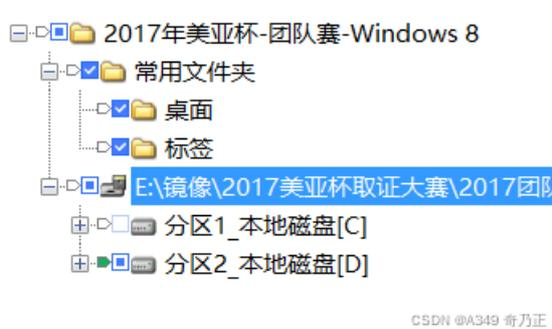 2017年美亚杯-团队赛-Windows 8
常用文件夹
桌面
标签
E:\镜像\2017美亚杯取证大赛\2017团队
分区1_本地磁盘[C]
分区2_本地磁盘[D]
CSDN @A349 奇乃正